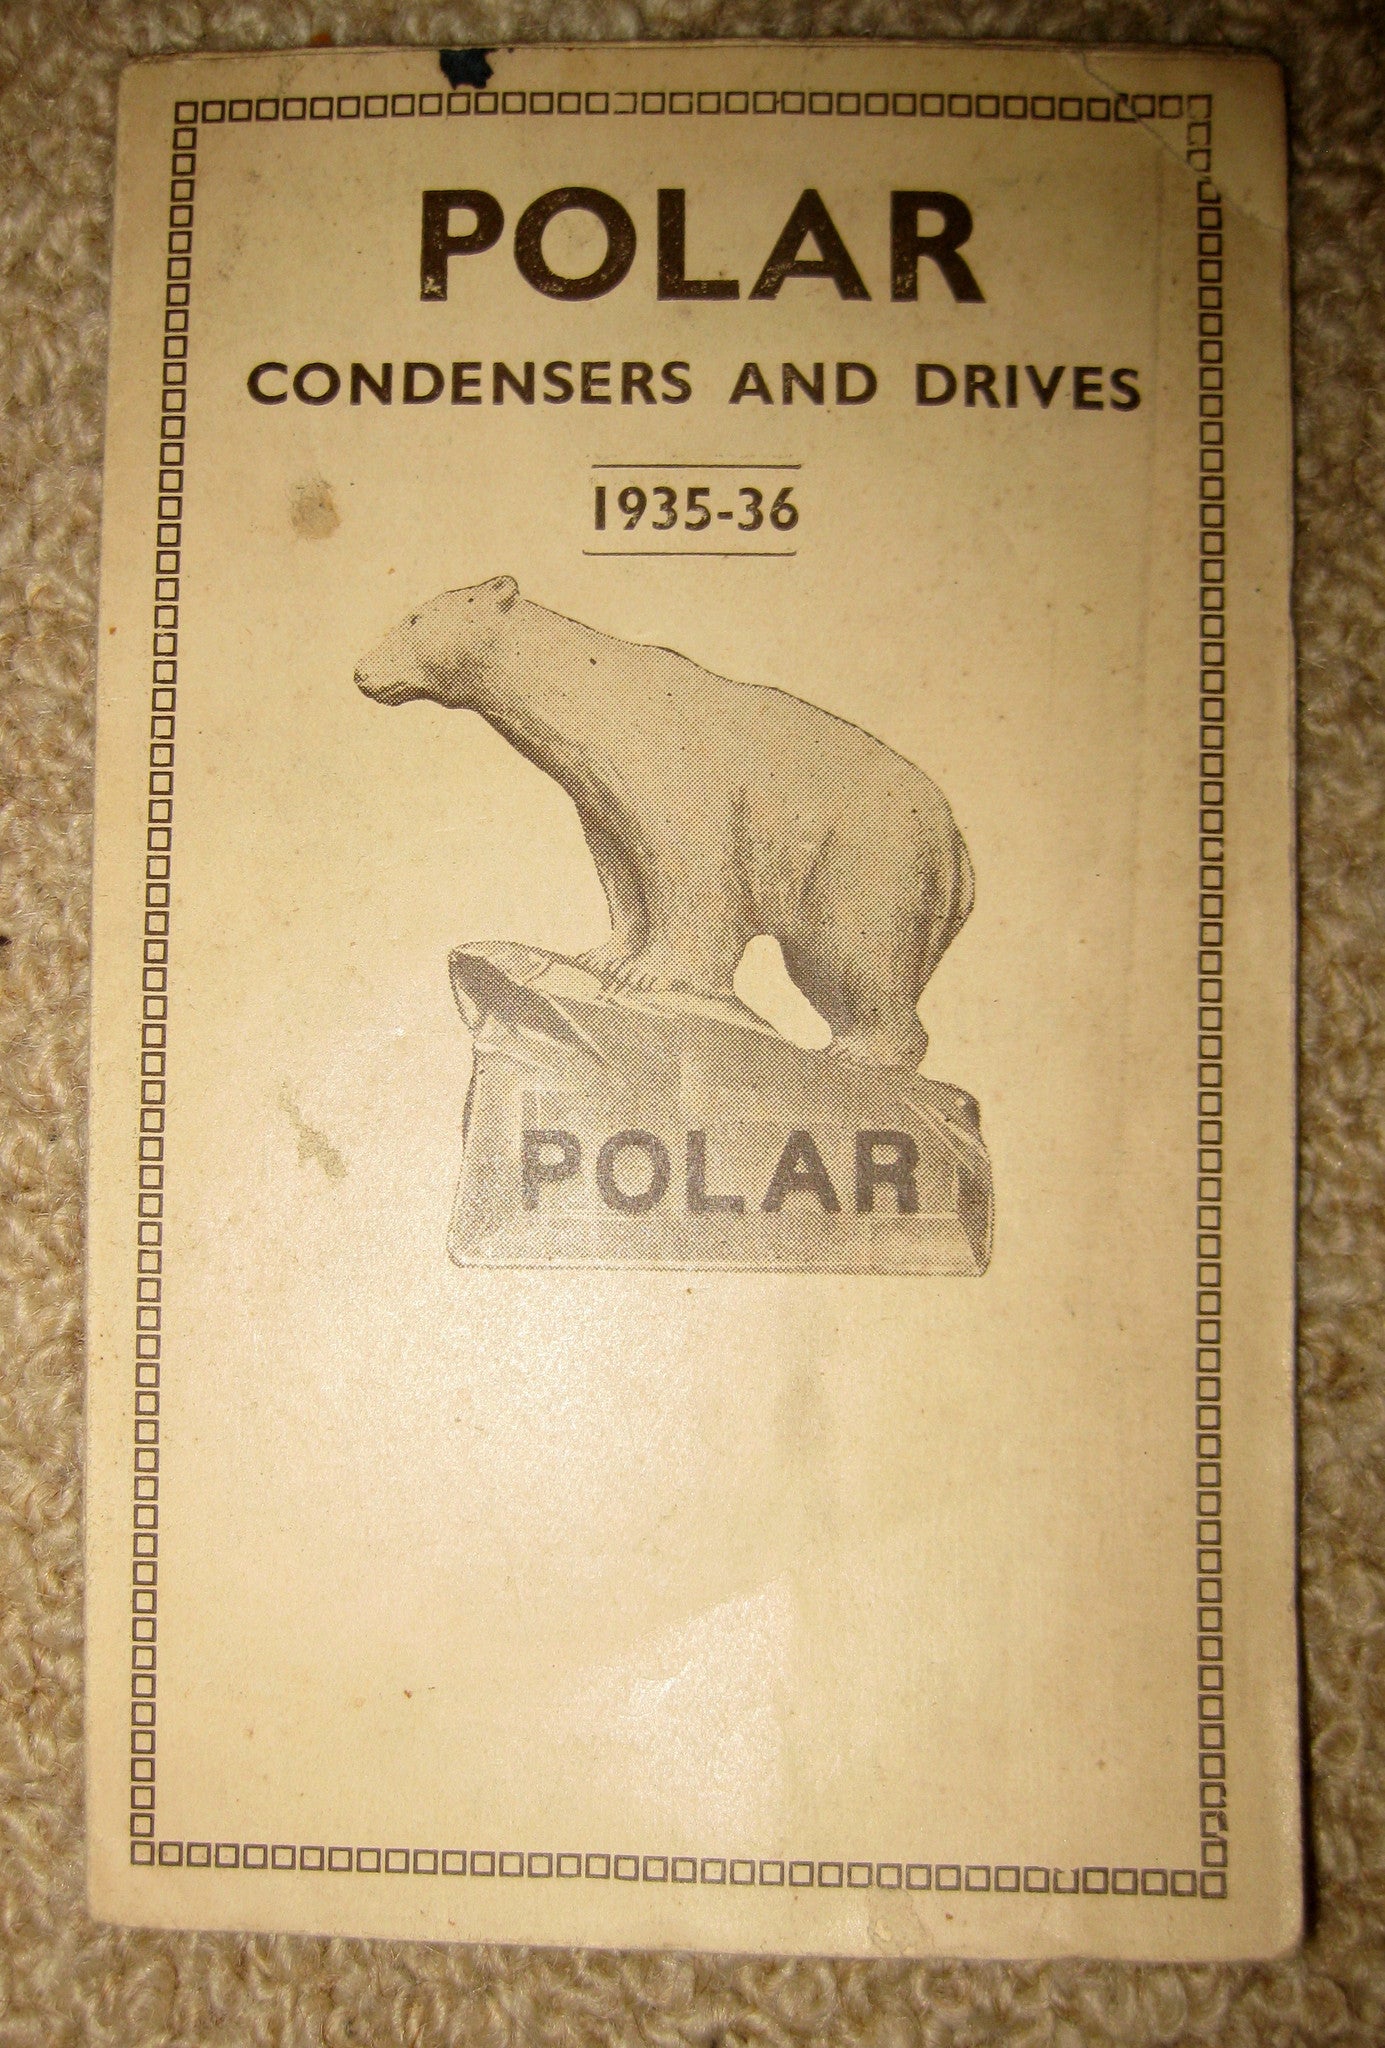 POLAR
CONDENSERS AND DRIVES
1935-36
POLAR